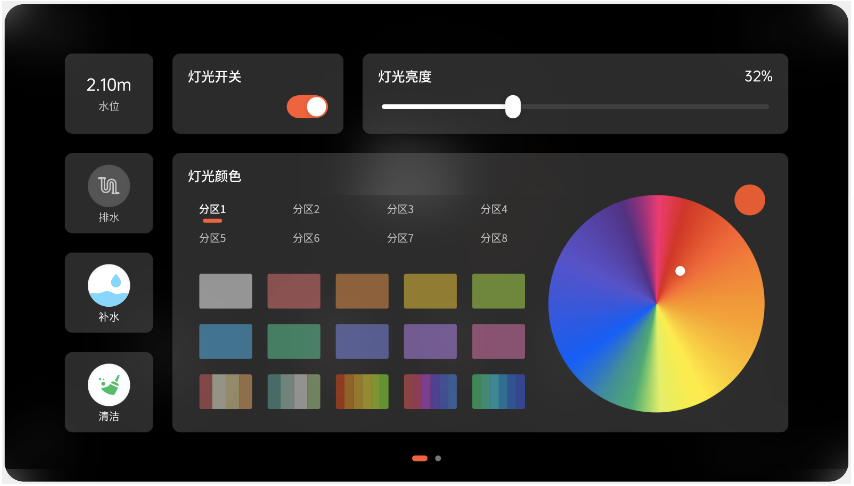 2.10m
水位
灯光开关
灯光亮度
32%
排水
补水
清洁
灯光颜色
分区1
分区2
分区3
分区4
分区5
分区6
分区7
分区8